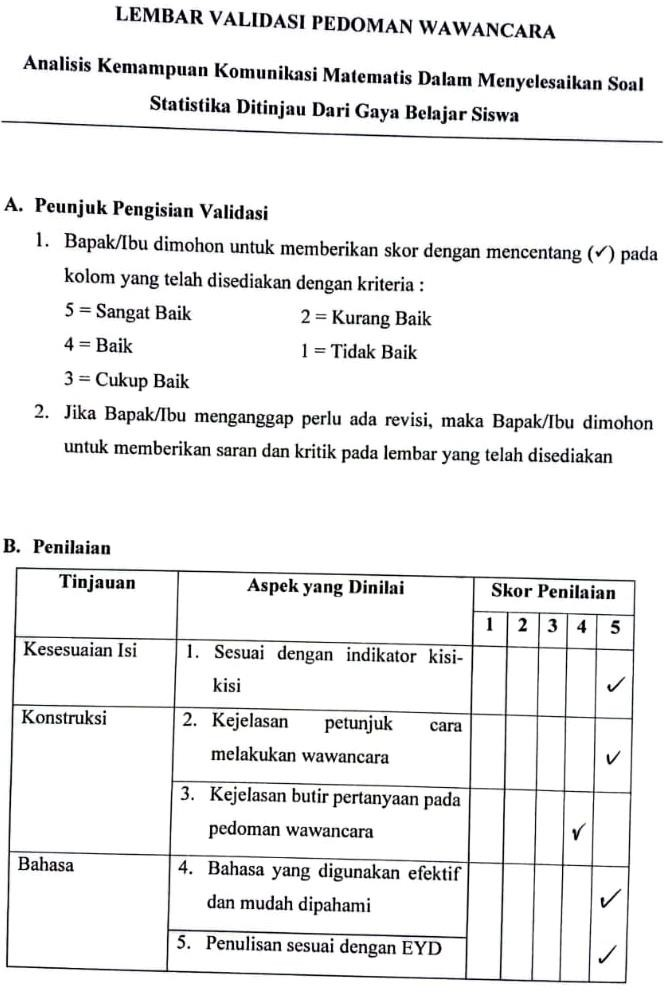 LEMBAR VALIDASI PEDOMAN WAWANCARA
Analisis Kemampuan Komunikasi Matematis Dalam Menyelesaikan Soal
Statistika Ditinjau Dari Gaya Belajar Siswa
A. Peunjuk Pengisian Validasi
1. Bapak/Ibu dimohon untuk memberikan skor dengan mencentang (✓) pada
kolom yang telah disediakan dengan kriteria :
5 = Sangat Baik 2 = Kurang Baik
4 = Baik 1 = Tidak Baik
3 = Cukup Baik
2. Jika Bapak/Ibu menganggap perlu ada revisi, maka Bapak/Ibu dimohon
untuk memberikan saran dan kritik pada lembar yang telah disediakan
B. Penilaian
Tinjauan Aspek yang Dinilai Skor Penilaian
1 2 3 4 5
Kesesuaian Isi 1. Sesuai dengan indikator kisi-
kisi ✓
Konstruksi 2. Kejelasan petunjuk cara
melakukan wawancara ✓
3. Kejelasan butir pertanyaan pada
pedoman wawancara ✓
Bahasa 4. Bahasa yang digunakan efektif
dan mudah dipahami ✓
5. Penulisan sesuai dengan EYD ✓